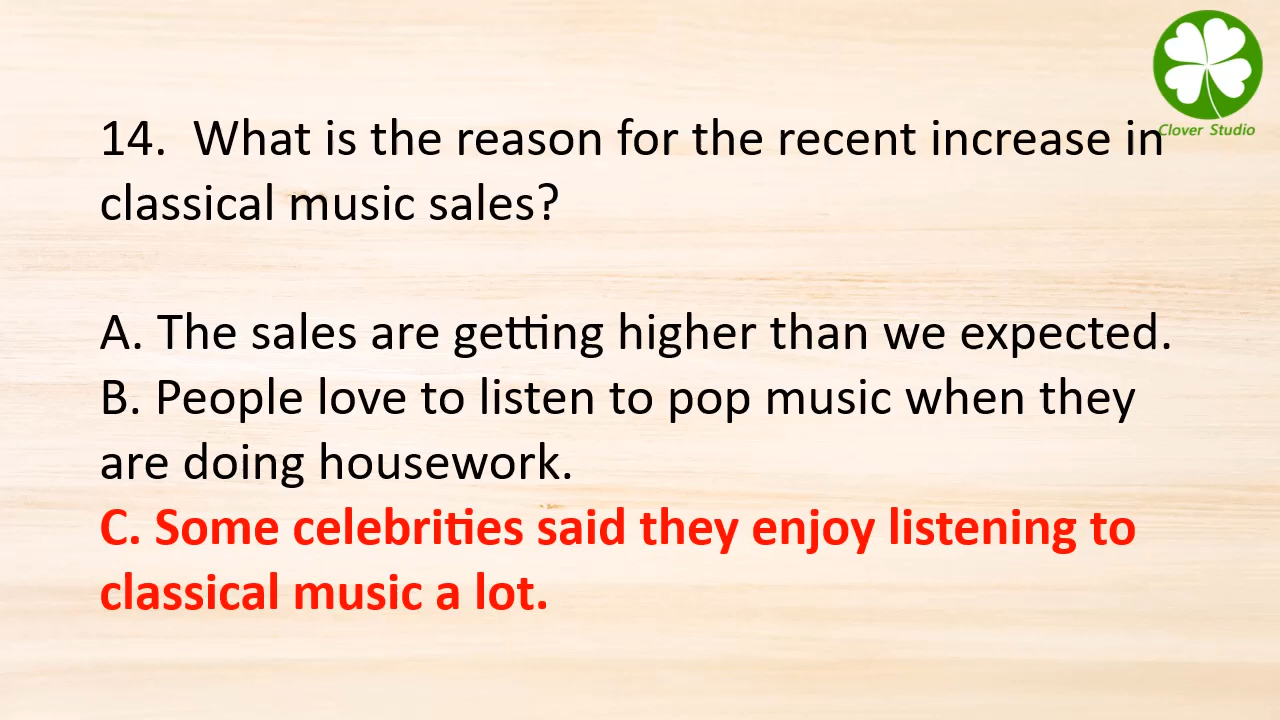 Clover Studio
14.  What is the reason for the recent increase in
classical music sales?
A. The sales are getting higher than we expected.
B. People love to listen to pop music when they
are doing housework.
C. Some celebrities said they enjoy listening to
classical music a lot.